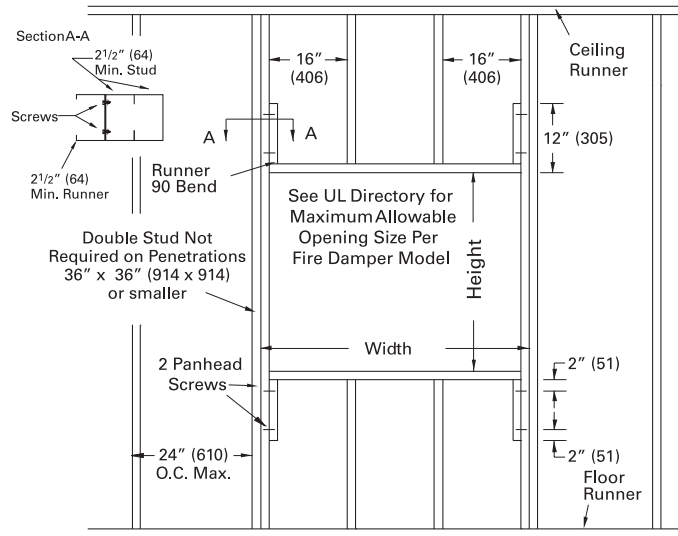 SectionA-A
2 1/2″ (64)
Min. Stud
Screws
2 1/2″ (64)
Min. Runner
16″
(406)
16″
(406)
Ceiling
Runner
A
A
12″ (305)
Runner
90 Bend
See UL Directory for
Maximum Allowable
Opening Size Per
Fire Damper Model
Double Stud Not
Required on Penetrations
36″ x 36″ (914 x 914)
or smaller
Height
Width
2 Panhead
Screws
2″ (51)
24″ (610)
O.C. Max.
2″ (51)
Floor
Runner